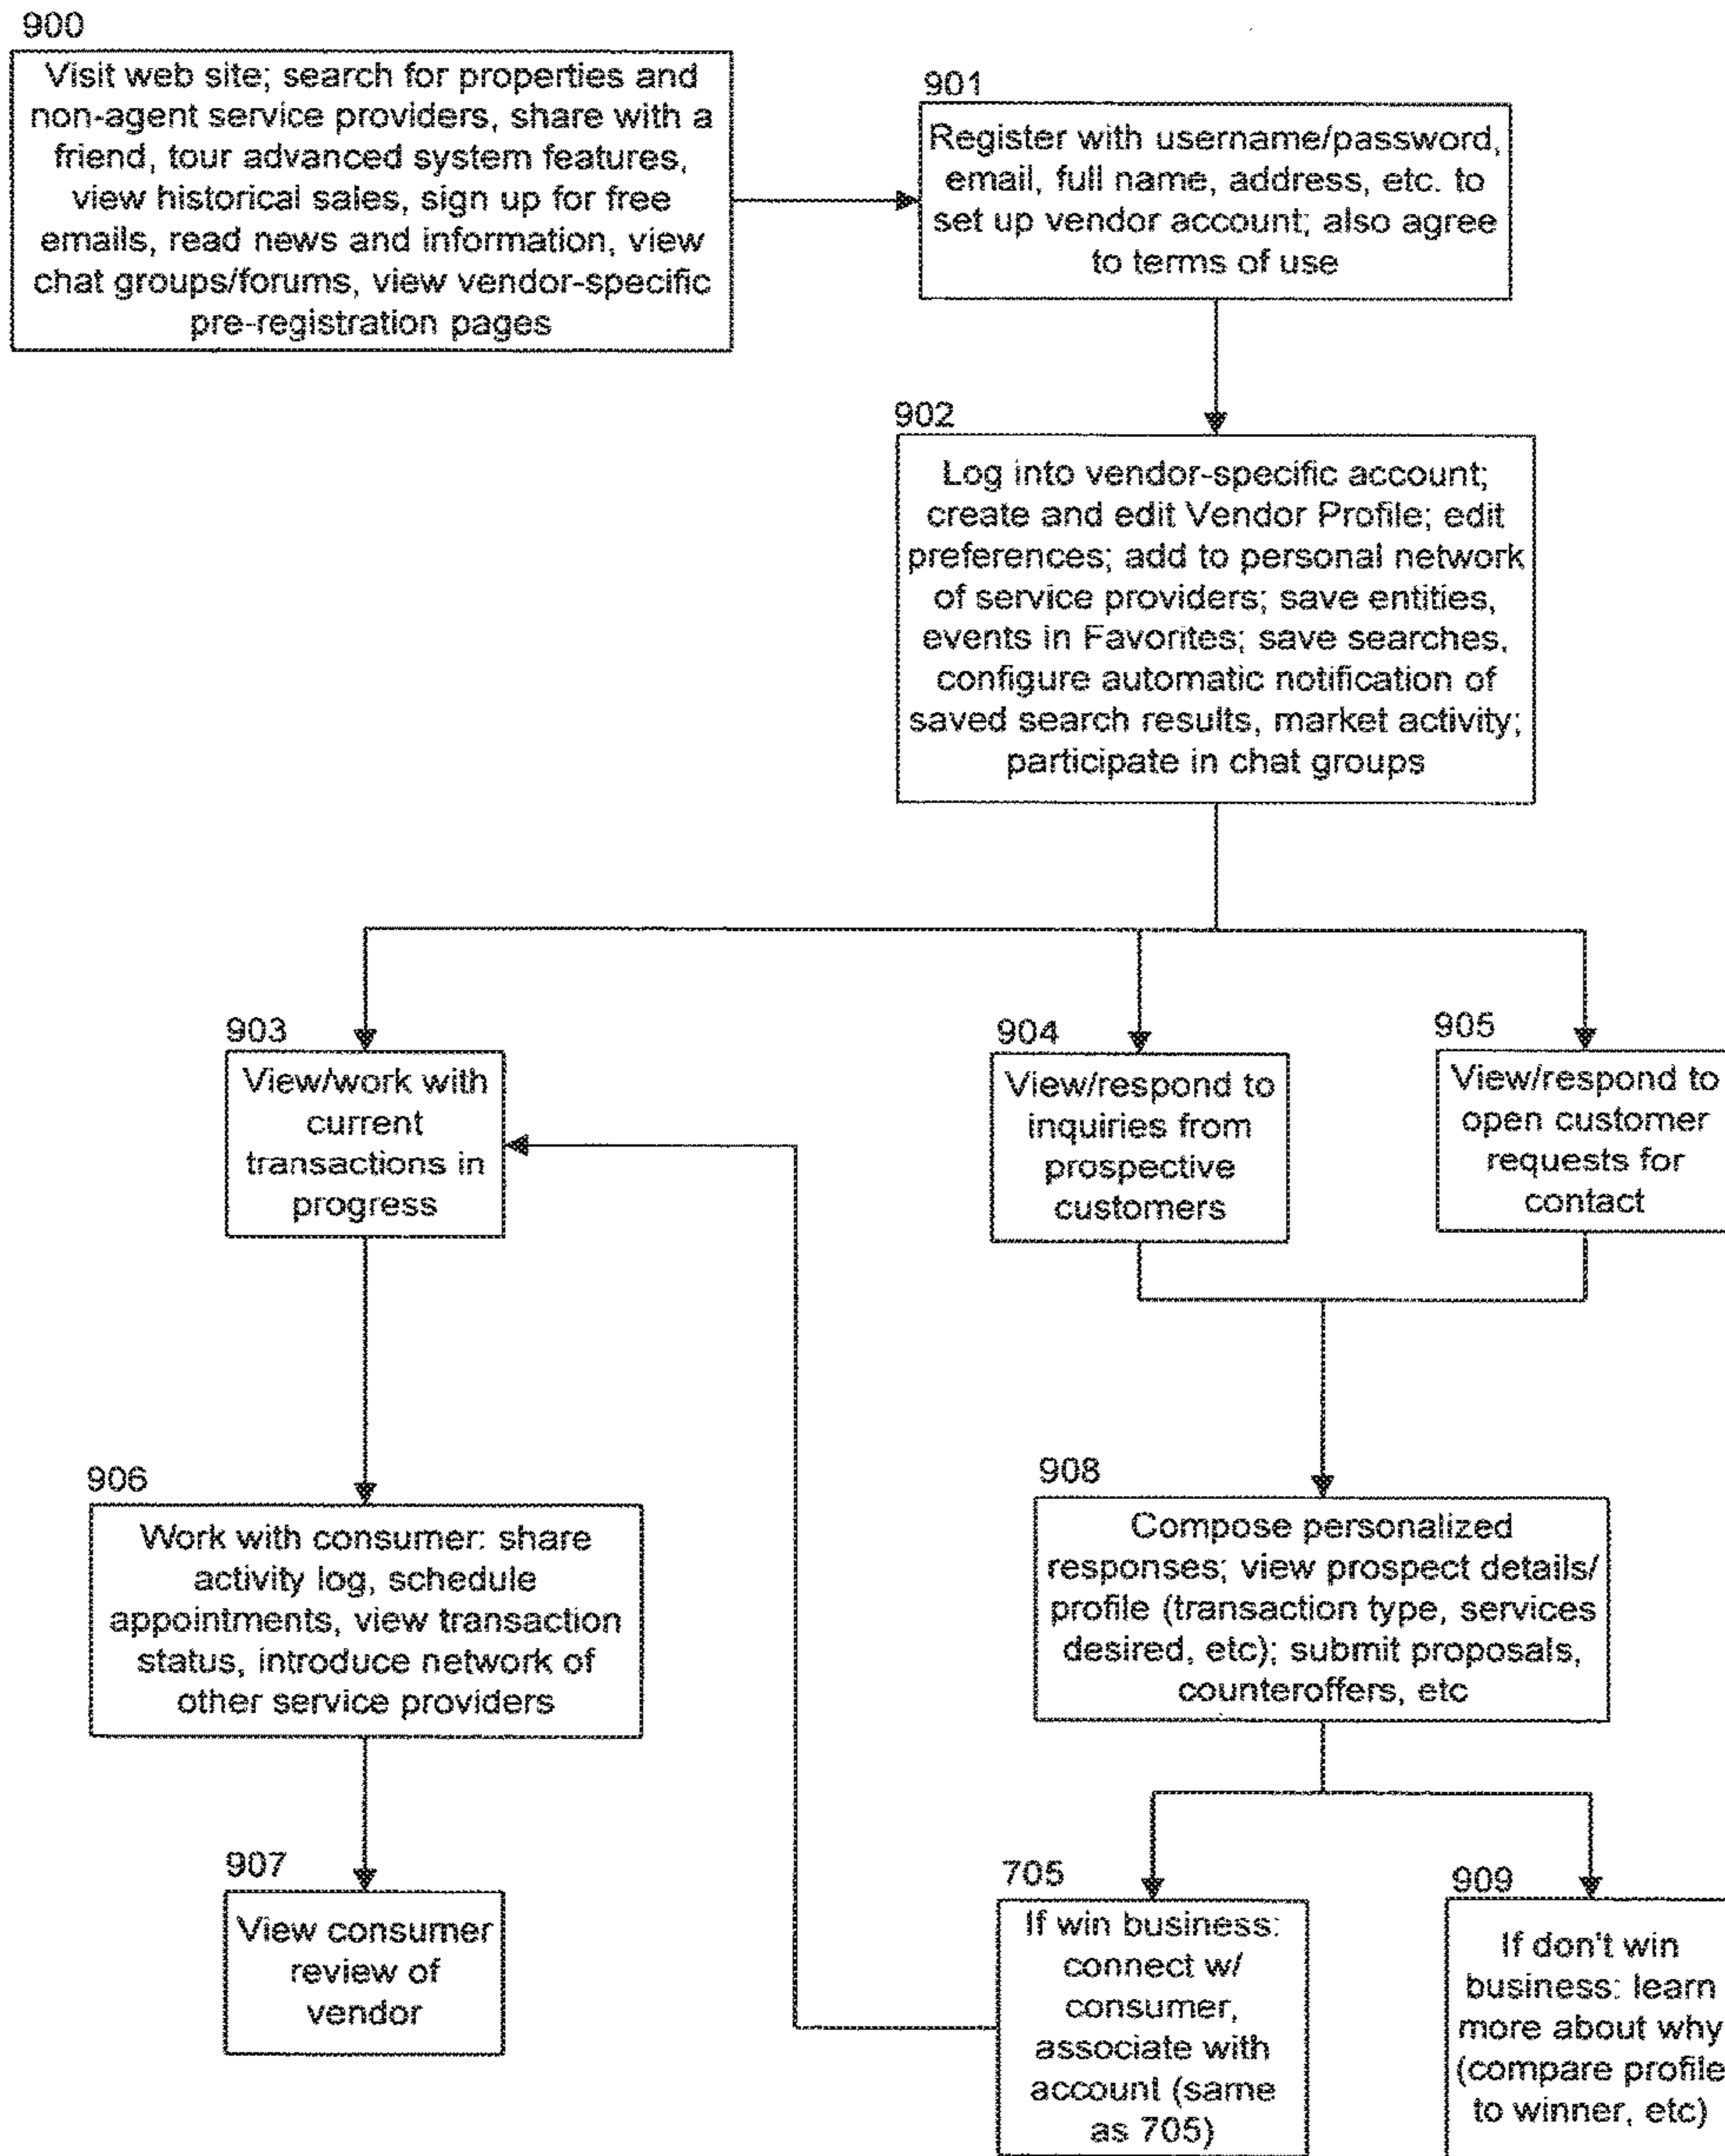 900
Visit web site; search for properties and
non-agent service providers, share with a
friend, tour advanced system features,
view historical sales, sign up for free
emails, read news and information, view
chat groups/forums, view vendor-specific
pre-registration pages
901
Register with username/password,
email, full name, address, etc. to
set up vendor account; also agree
to terms of use
902
Log into vendor-specific account;
create and edit Vendor Profile; edit
preferences; add to personal network
of service providers; save entities,
events in Favorites; save searches,
configure automatic notification of
saved search results, market activity;
participate in chat groups
903
View/work with
current
transactions in
progress
904
View/respond to
inquiries from
prospective
customers
905
View/respond to
open customer
requests for
contact
906
Work with consumer: share
activity log, schedule
appointments, view transaction
status, introduce network of
other service providers
908
Compose personalized
responses; view prospect details/
profile (transaction type, services
desired, etc); submit proposals,
counteroffers, etc
907
View consumer
review of
vendor
705
If win business:
connect w/
consumer,
associate with
account (same
as 705)
909
If don't win
business: learn
more about why
(compare profile
to winner, etc)